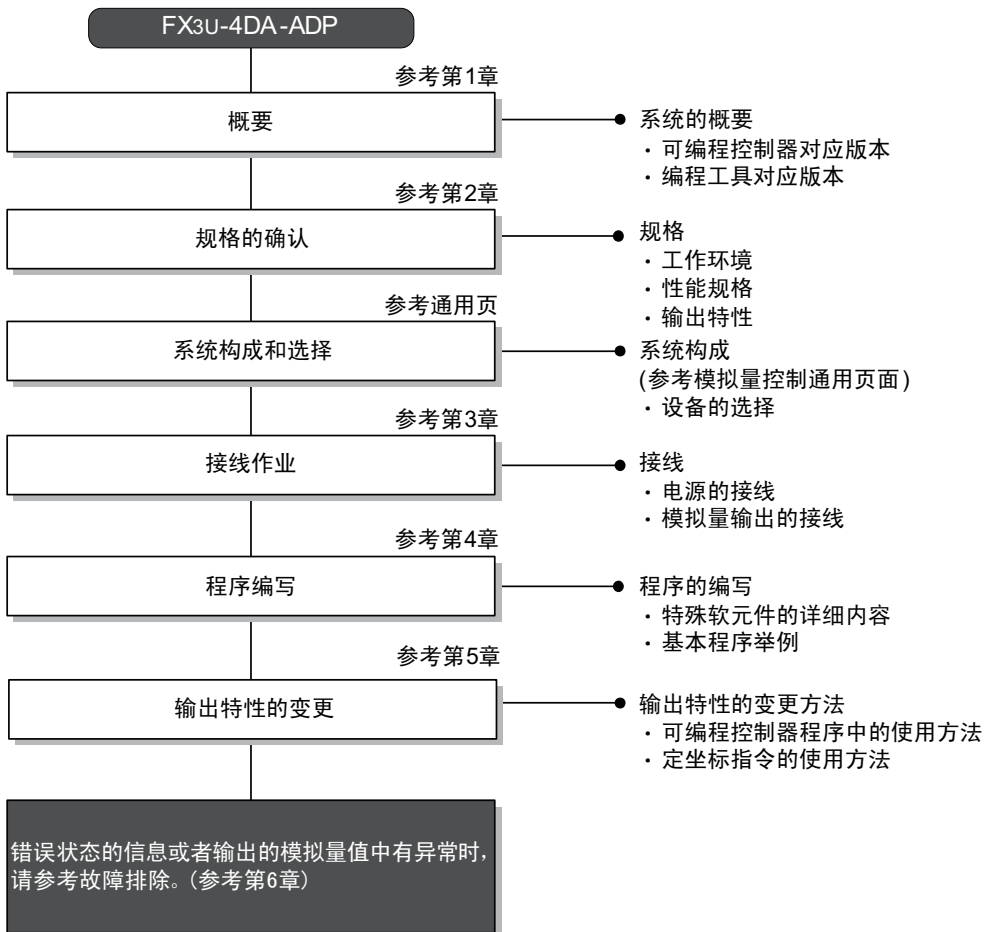 FX3U-4DA-ADP
参考第1章
概要
系统的概要
・可编程控制器对应版本
・编程工具对应版本
参考第2章
规格的确认
规格
・工作环境
・性能规格
・输出特性
参考通用页
系统构成和选择
系统构成
(参考模拟量控制通用页面)
・设备的选择
参考第3章
接线作业
接线
・电源的接线
・模拟量输出的接线
参考第4章
程序编写
程序的编写
・特殊软元件的详细内容
・基本程序举例
参考第5章
输出特性的变更
输出特性的变更方法
・可编程控制器程序中的使用方法
・定坐标指令的使用方法
错误状态的信息或者输出的模拟量值中有异常时，
请参考故障排除。(参考第6章)